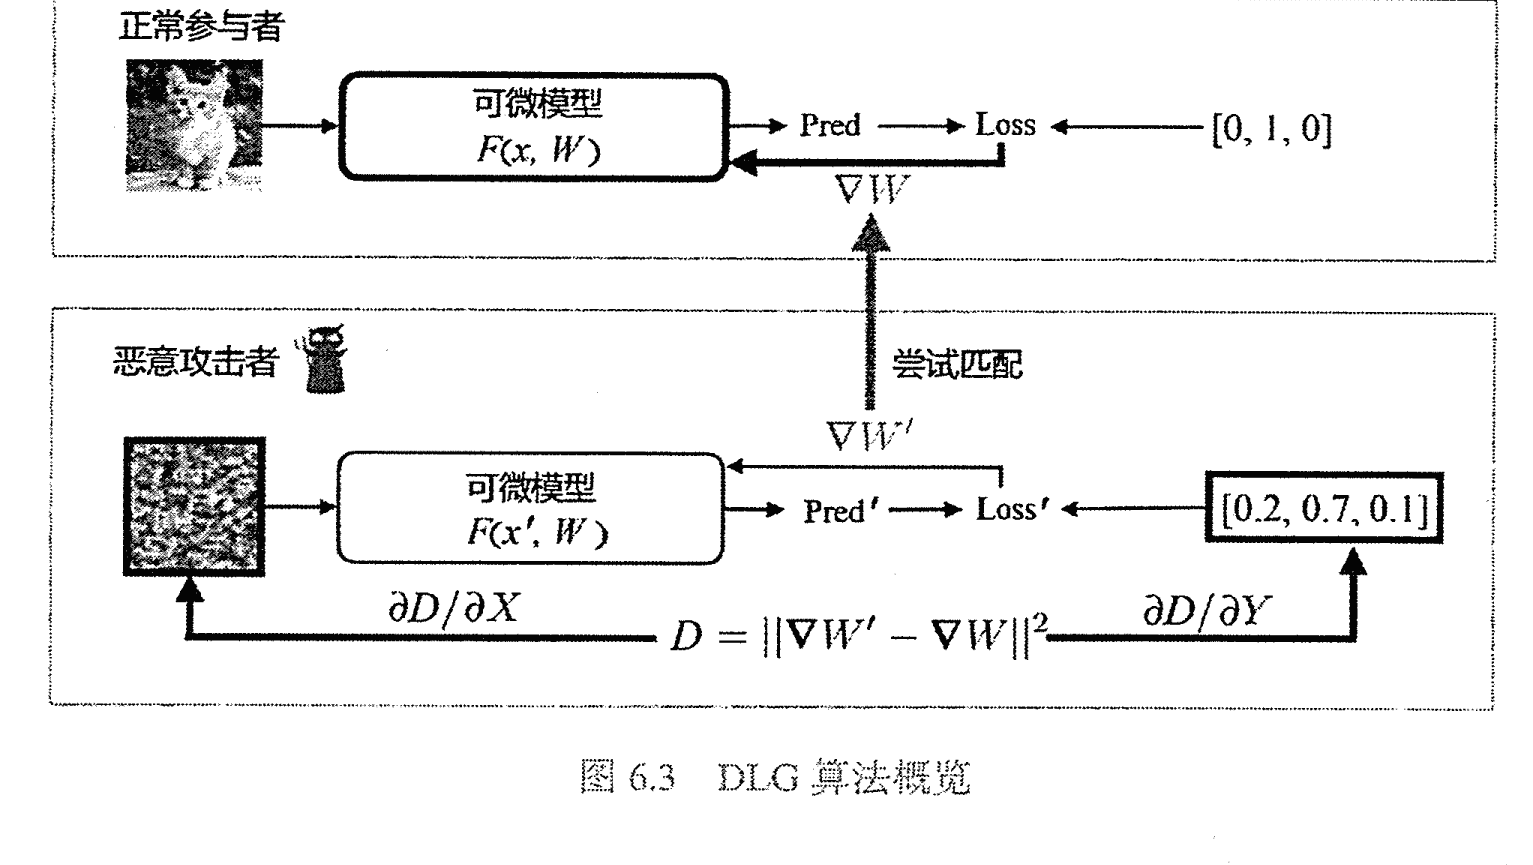 正常参与者
可微模型
F(x, W)
Pred
Loss
[0, 1, 0]
∇W
恶意攻击者
尝试匹配
∇W′
可微模型
F(x′, W)
Pred′
Loss′
[0.2, 0.7, 0.1]
∂D/∂X
D = ||∇W′ − ∇W||²
∂D/∂Y
图 6.3 DLG 算法概览